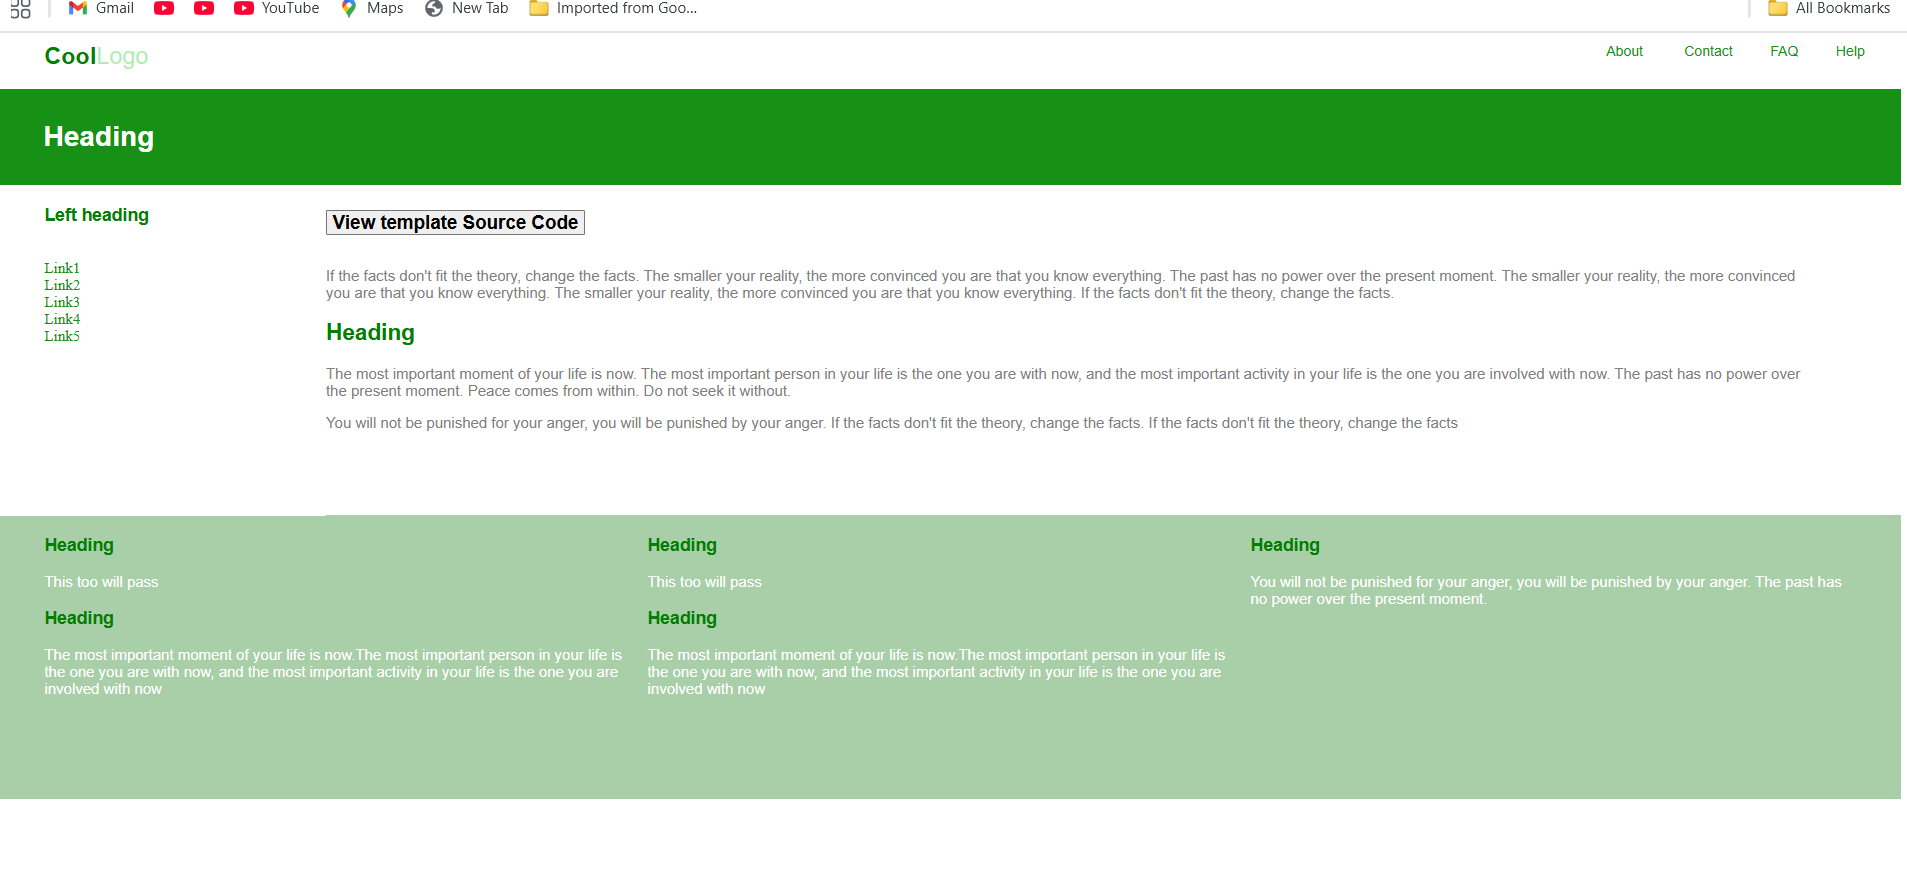 Gmail YouTube Maps New Tab Imported from Goo... All Bookmarks
CoolLogo About Contact FAQ Help
Heading
Left heading
Link1
Link2
Link3
Link4
Link5
View template Source Code
If the facts don't fit the theory, change the facts. The smaller your reality, the more convinced you are that you know everything. The past has no power over the present moment. The smaller your reality, the more convinced
you are that you know everything. The smaller your reality, the more convinced you are that you know everything. If the facts don't fit the theory, change the facts.
Heading
The most important moment of your life is now. The most important person in your life is the one you are with now, and the most important activity in your life is the one you are involved with now. The past has no power over
the present moment. Peace comes from within. Do not seek it without.
You will not be punished for your anger, you will be punished by your anger. If the facts don't fit the theory, change the facts. If the facts don't fit the theory, change the facts
Heading
This too will pass
Heading
The most important moment of your life is now.The most important person in your life is
the one you are with now, and the most important activity in your life is the one you are
involved with now
Heading
This too will pass
Heading
The most important moment of your life is now.The most important person in your life is
the one you are with now, and the most important activity in your life is the one you are
involved with now
Heading
You will not be punished for your anger, you will be punished by your anger. The past has
no power over the present moment.